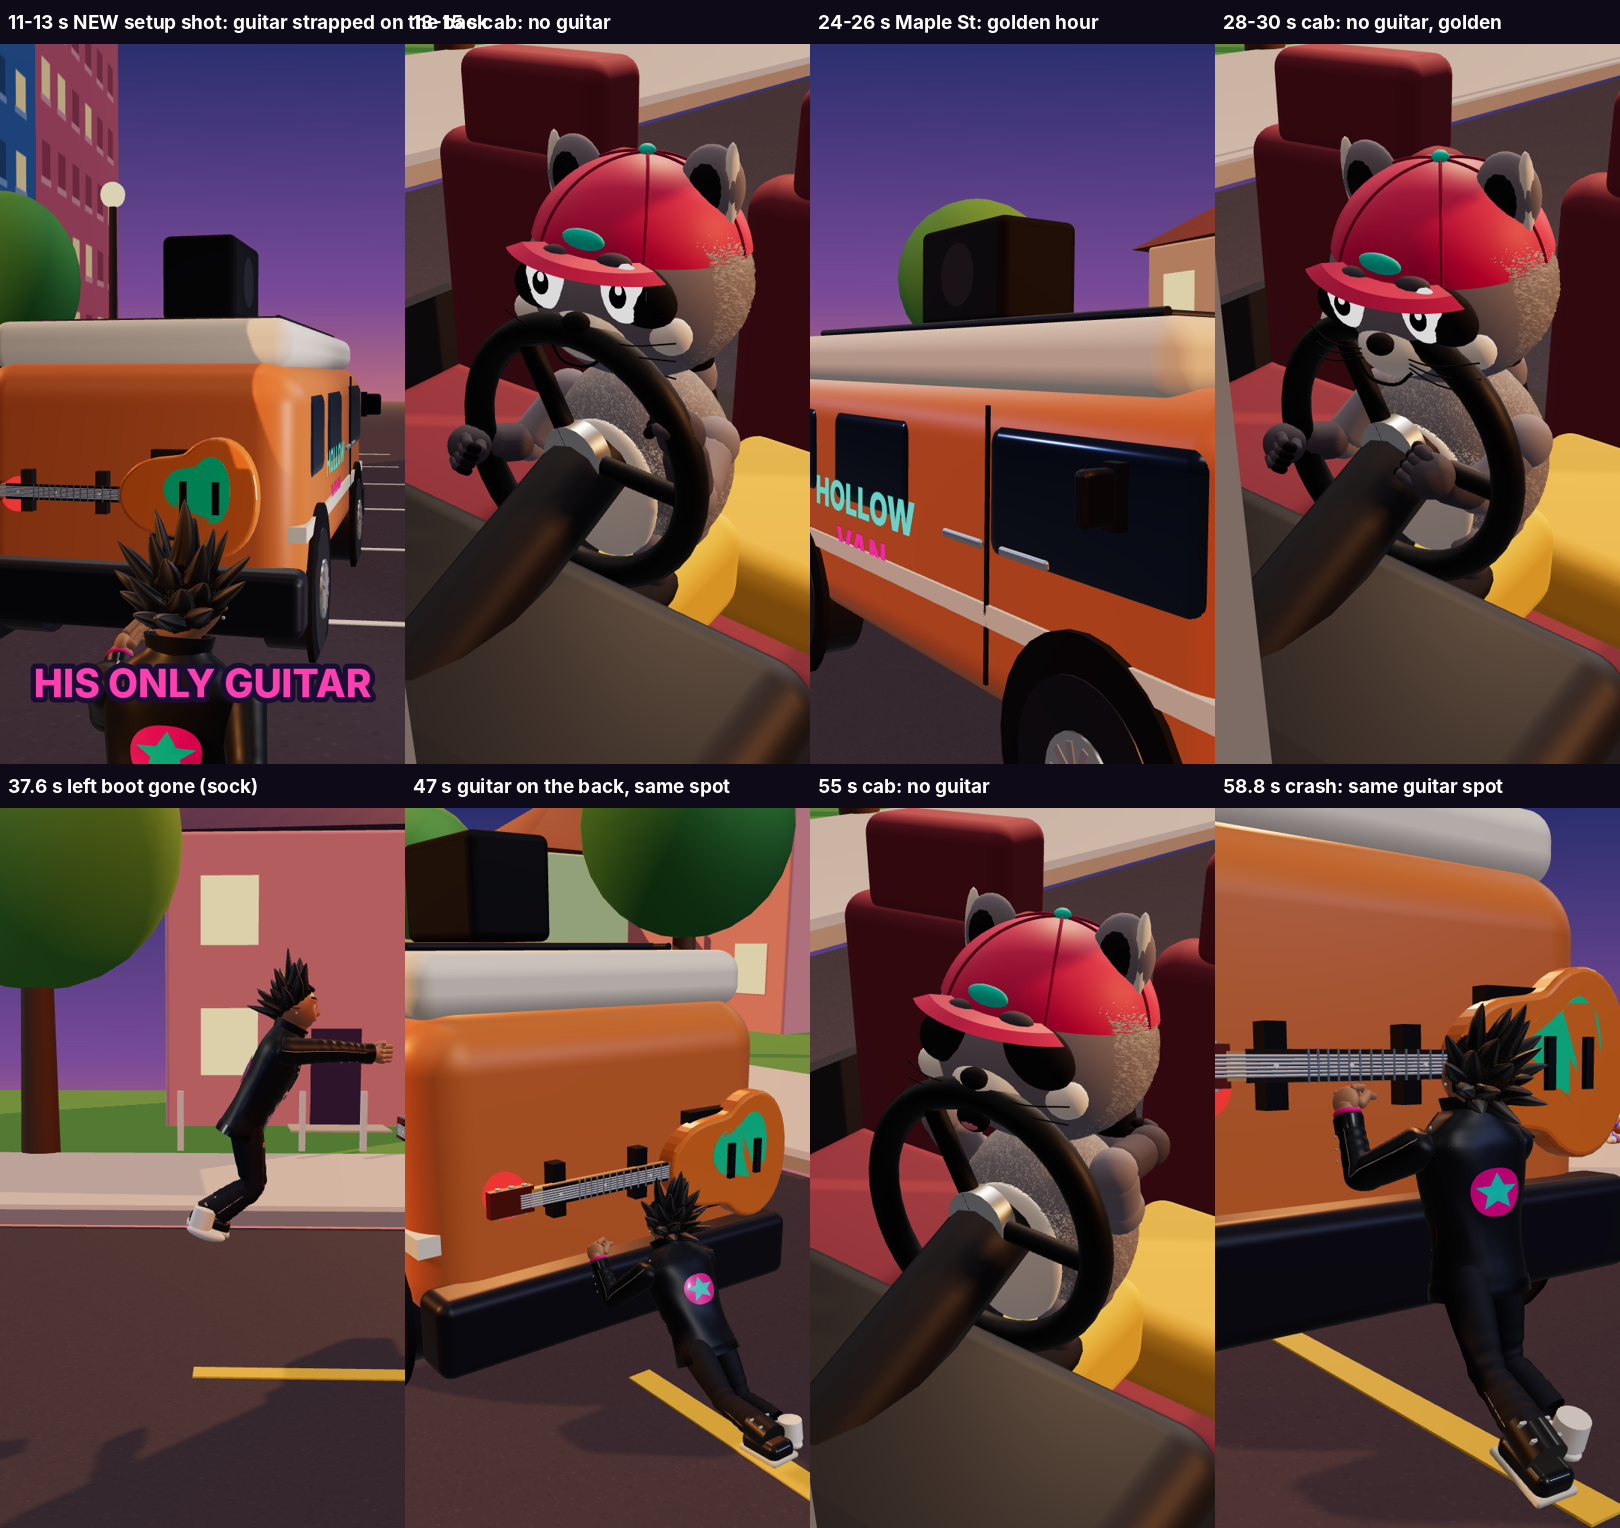 11-13 s NEW setup shot: guitar strapped on the back
13-15 s cab: no guitar
24-26 s Maple St: golden hour
28-30 s cab: no guitar, golden
HOLLOW
HOLLOW
VAN
HIS ONLY GUITAR
37.6 s left boot gone (sock)
47 s guitar on the back, same spot
55 s cab: no guitar
58.8 s crash: same guitar spot